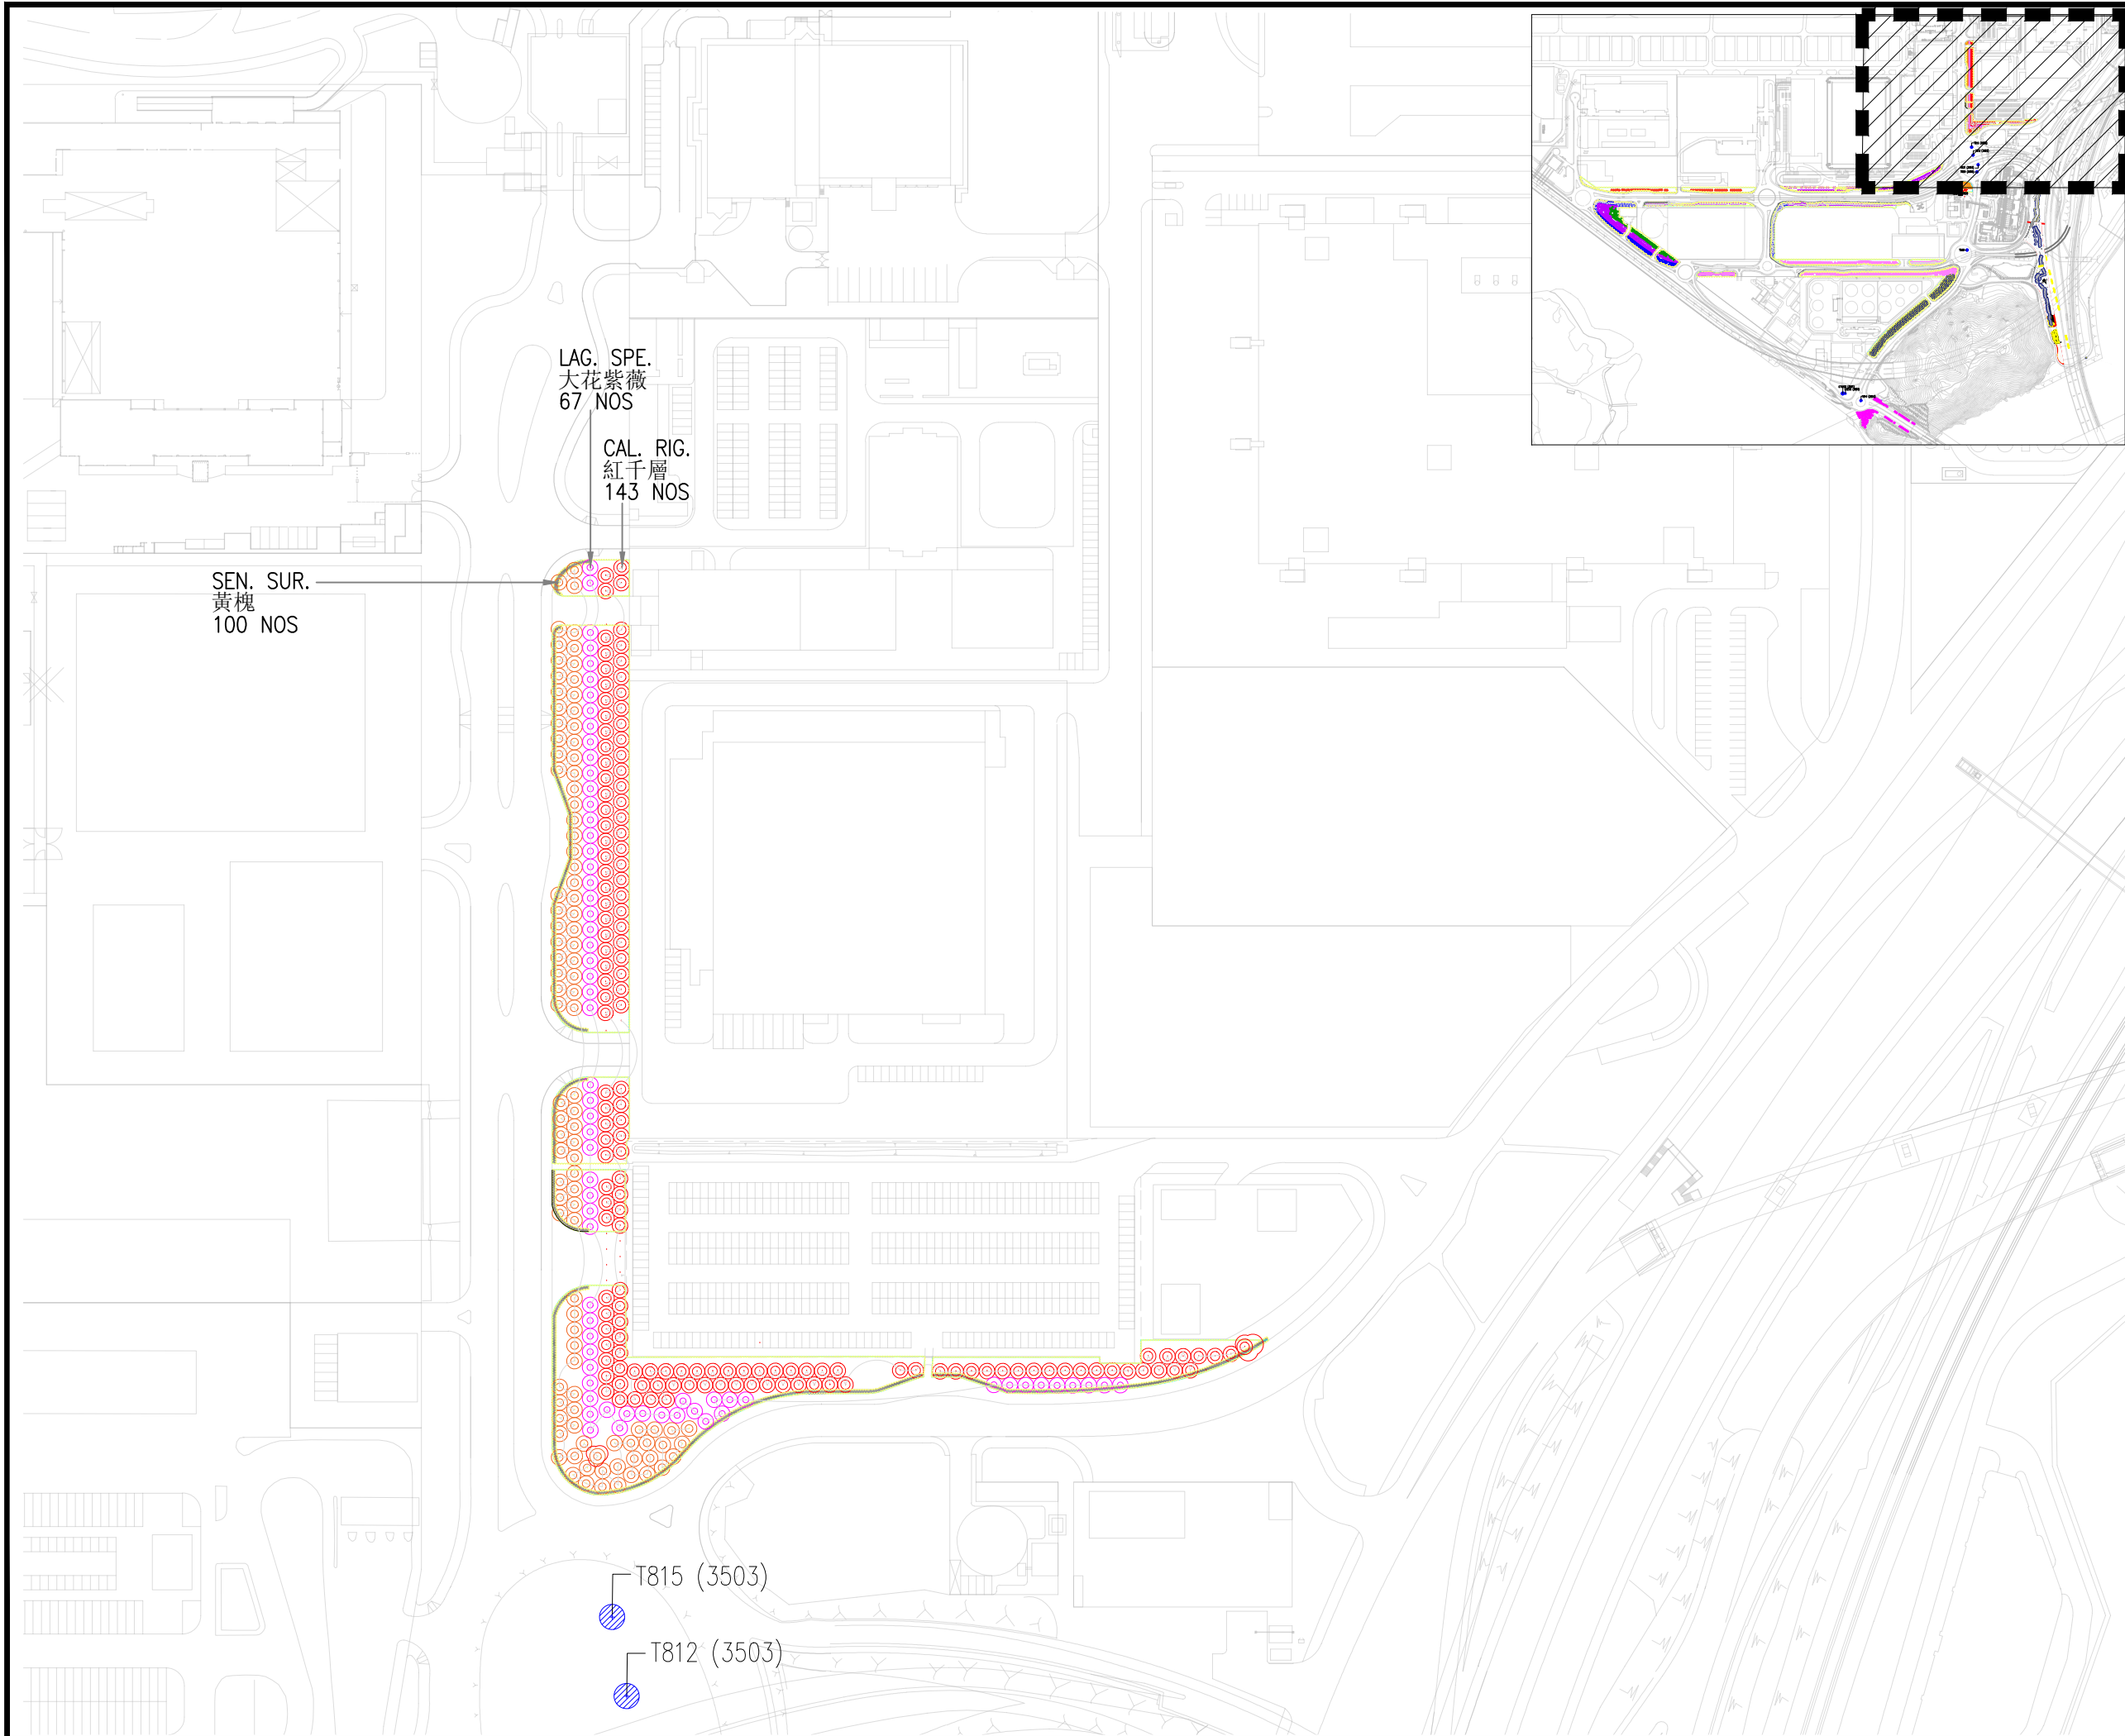 LAG. SPE.
大花紫薇
67 NOS
CAL. RIG.
紅千層
143 NOS
SEN. SUR.
黃槐
100 NOS
T815 (3503)
T812 (3503)